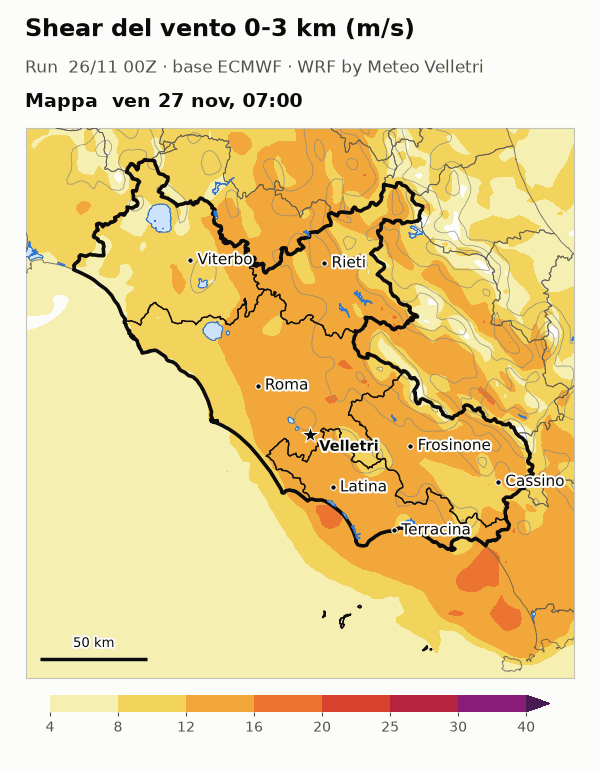 Shear del vento 0-3 km (m/s)
Run  26/11 00Z · base ECMWF · WRF by Meteo Velletri
Mappa  ven 27 nov, 07:00
Viterbo
Rieti
Roma
Velletri
Frosinone
Latina
Cassino
Terracina
50 km
4 8 12 16 20 25 30 40